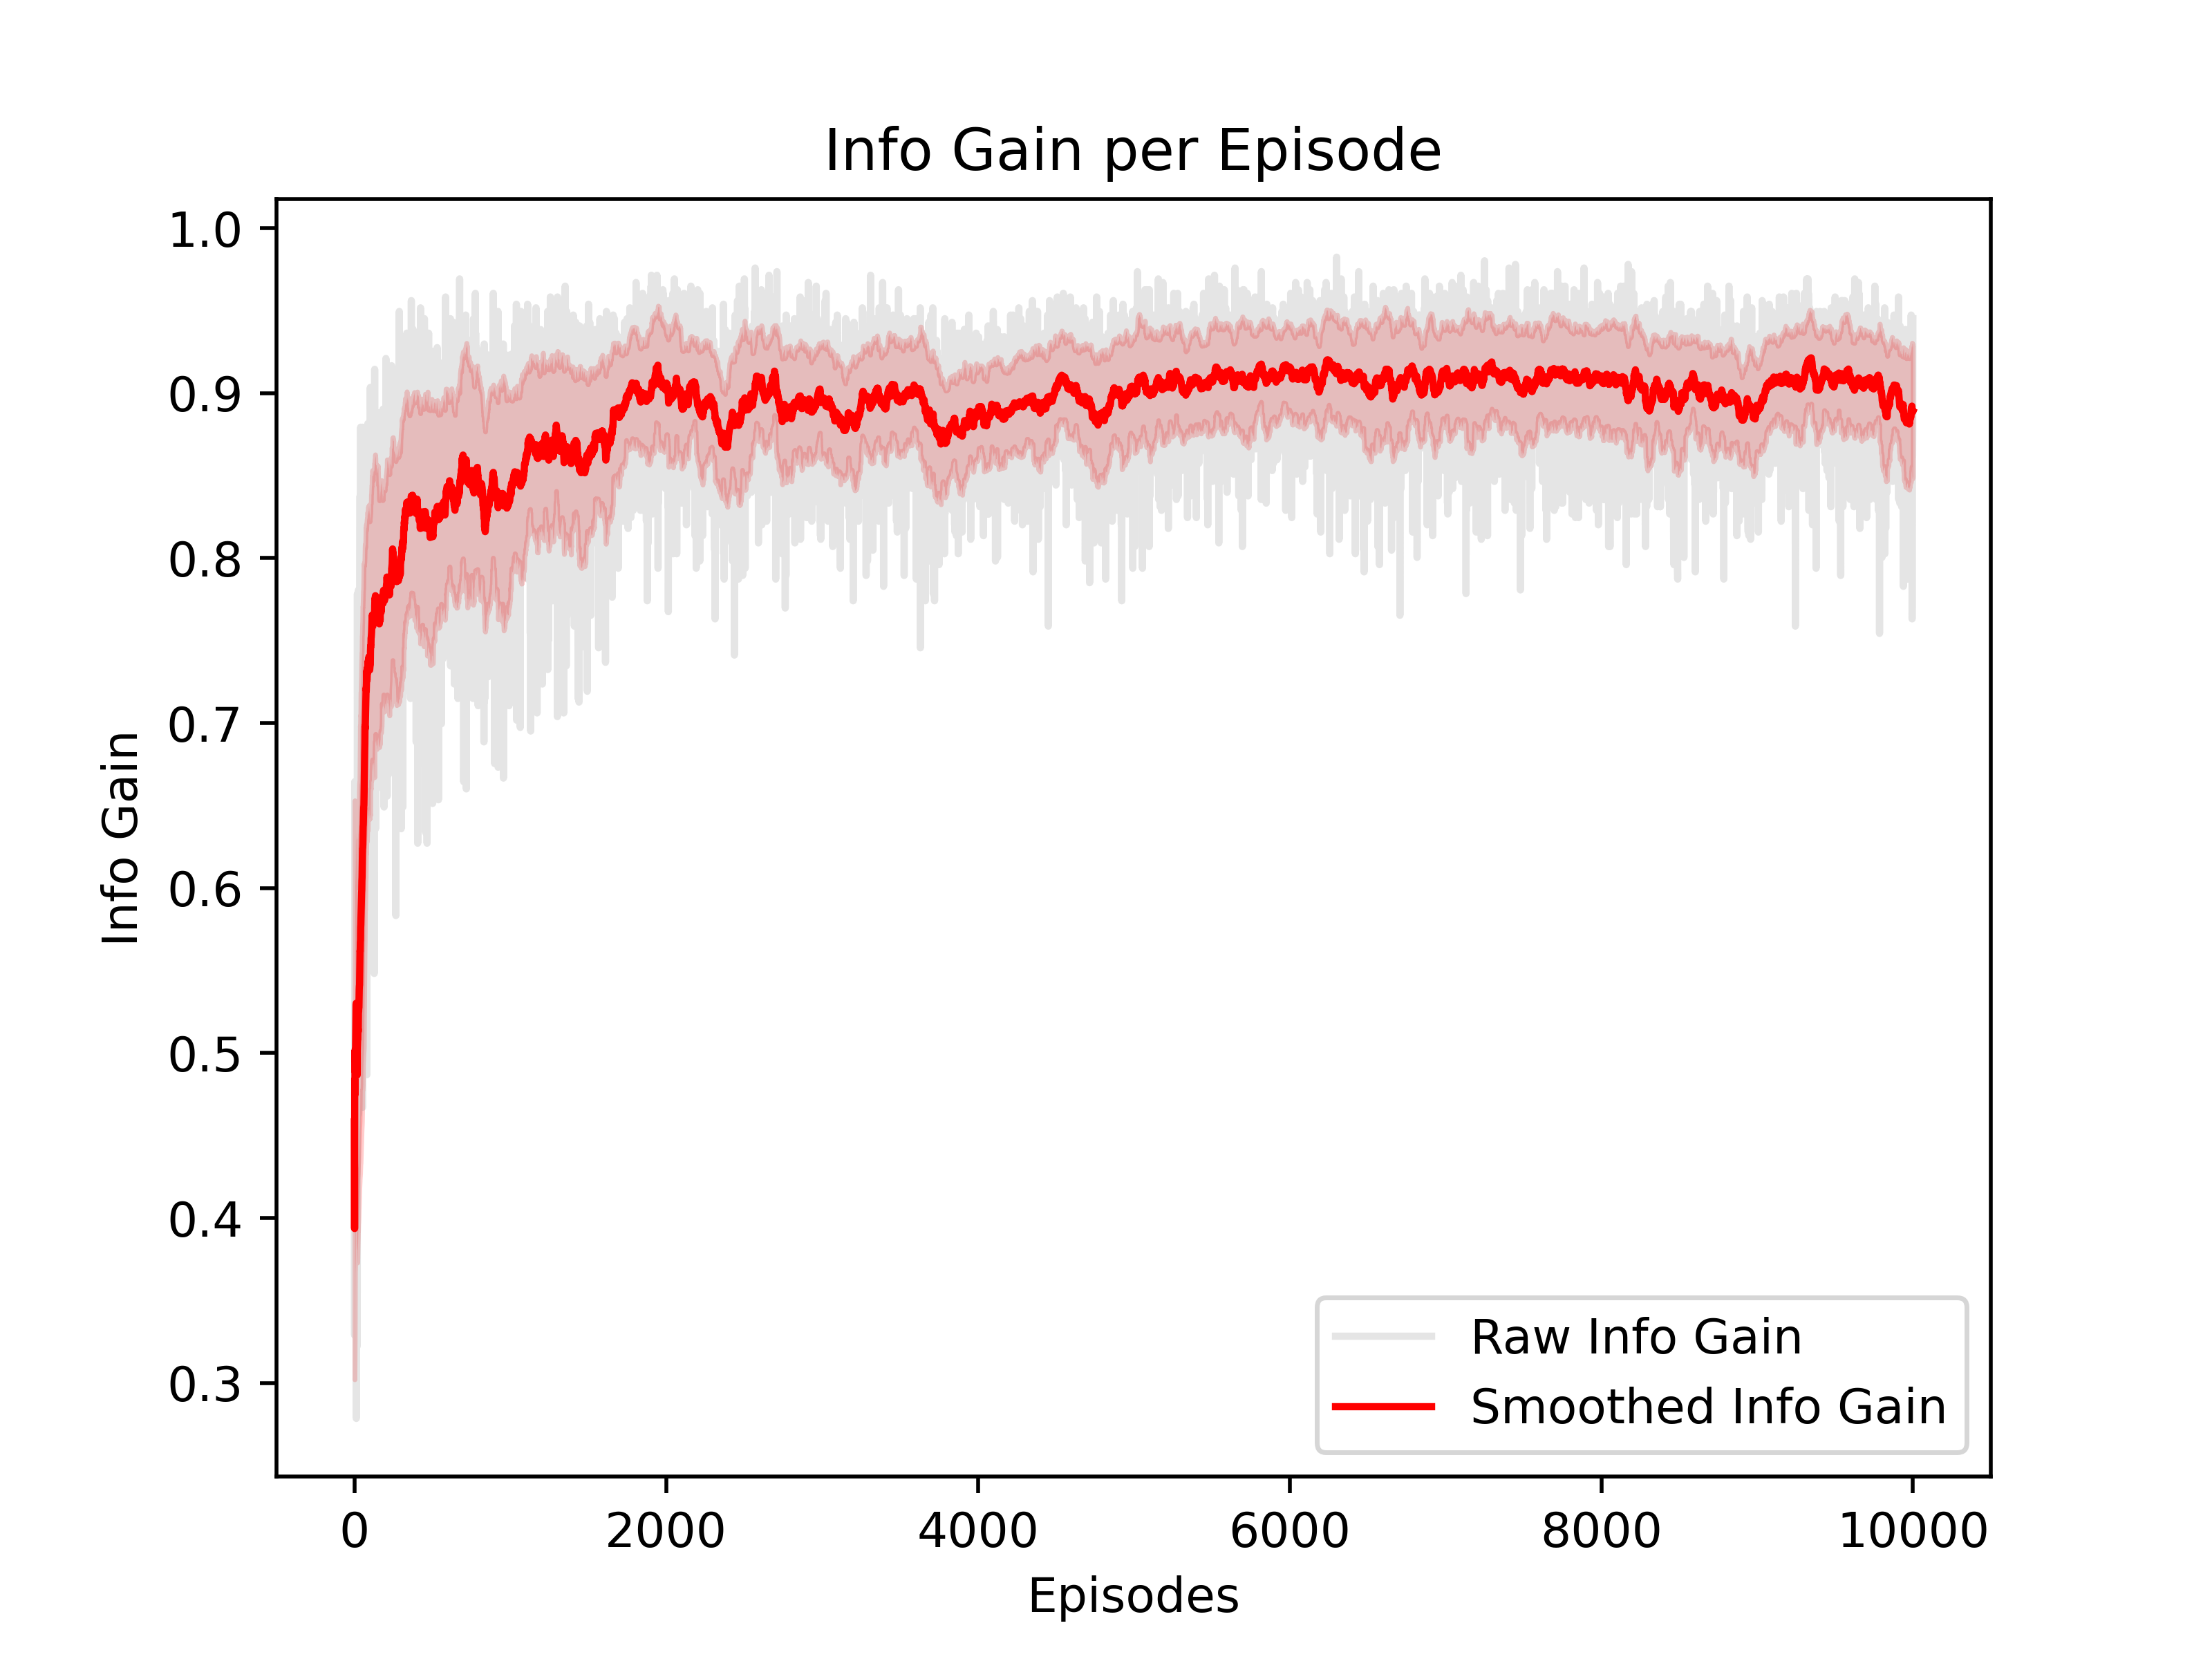 Info Gain per Episode
1.0
0.9
0.8
0.7
0.6
0.5
0.4
0.3
Info Gain
Raw Info Gain
Smoothed Info Gain
0 2000 4000 6000 8000 10000
Episodes